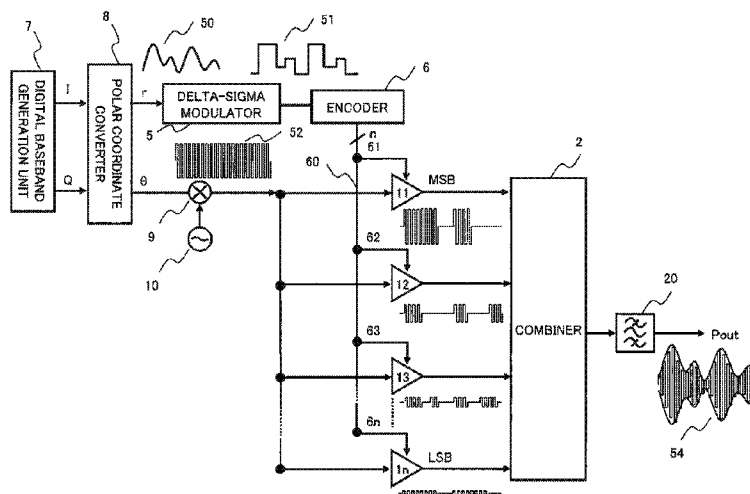 7
8
50
51
6
DIGITAL BASEBAND
GENERATION UNIT
POLAR COORDINATE
CONVERTER
I
Q
r
θ
DELTA-SIGMA
MODULATOR
5
ENCODER
52
n
60
61
9
10
11
MSB
2
62
12
63
13
6n
1n
LSB
COMBINER
20
Pout
54